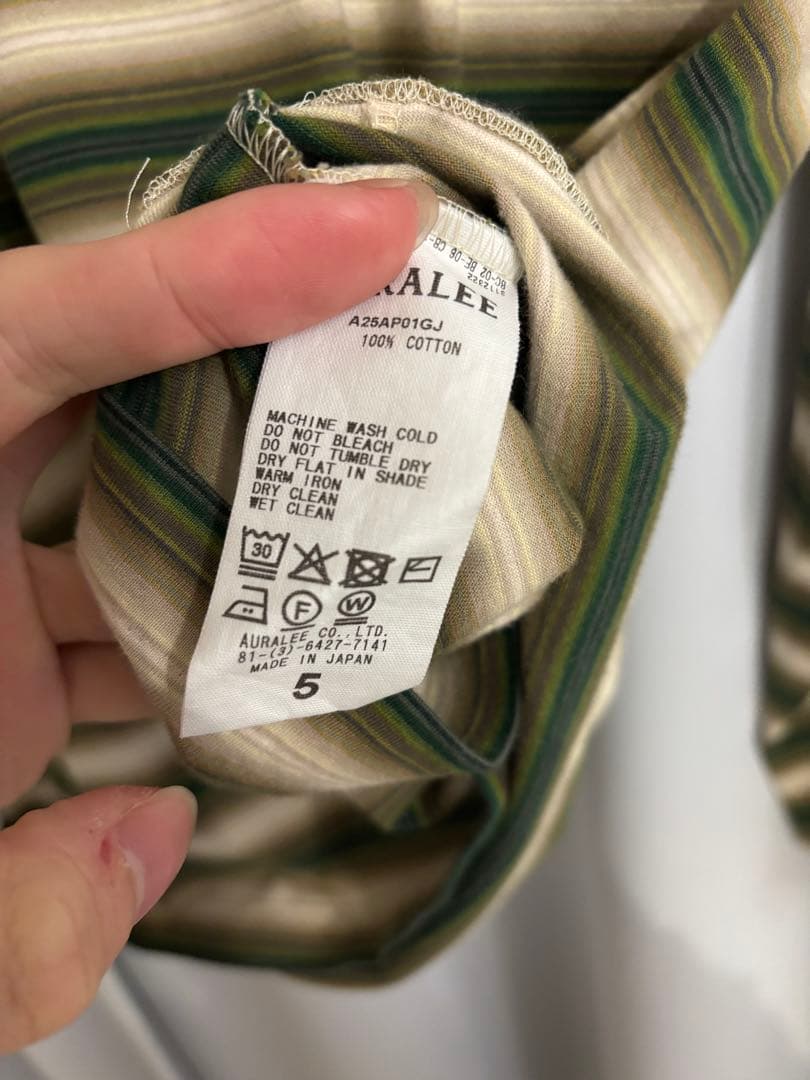 RALEE
A25AP01GJ
100% COTTON
MACHINE WASH COLD
DO NOT BLEACH
DO NOT TUMBLE DRY
DRY FLAT IN SHADE
WARM IRON
DRY CLEAN
WET CLEAN
30
F W
AURALEE CO.,LTD.
81-(3)-6427-7141
MADE IN JAPAN
5